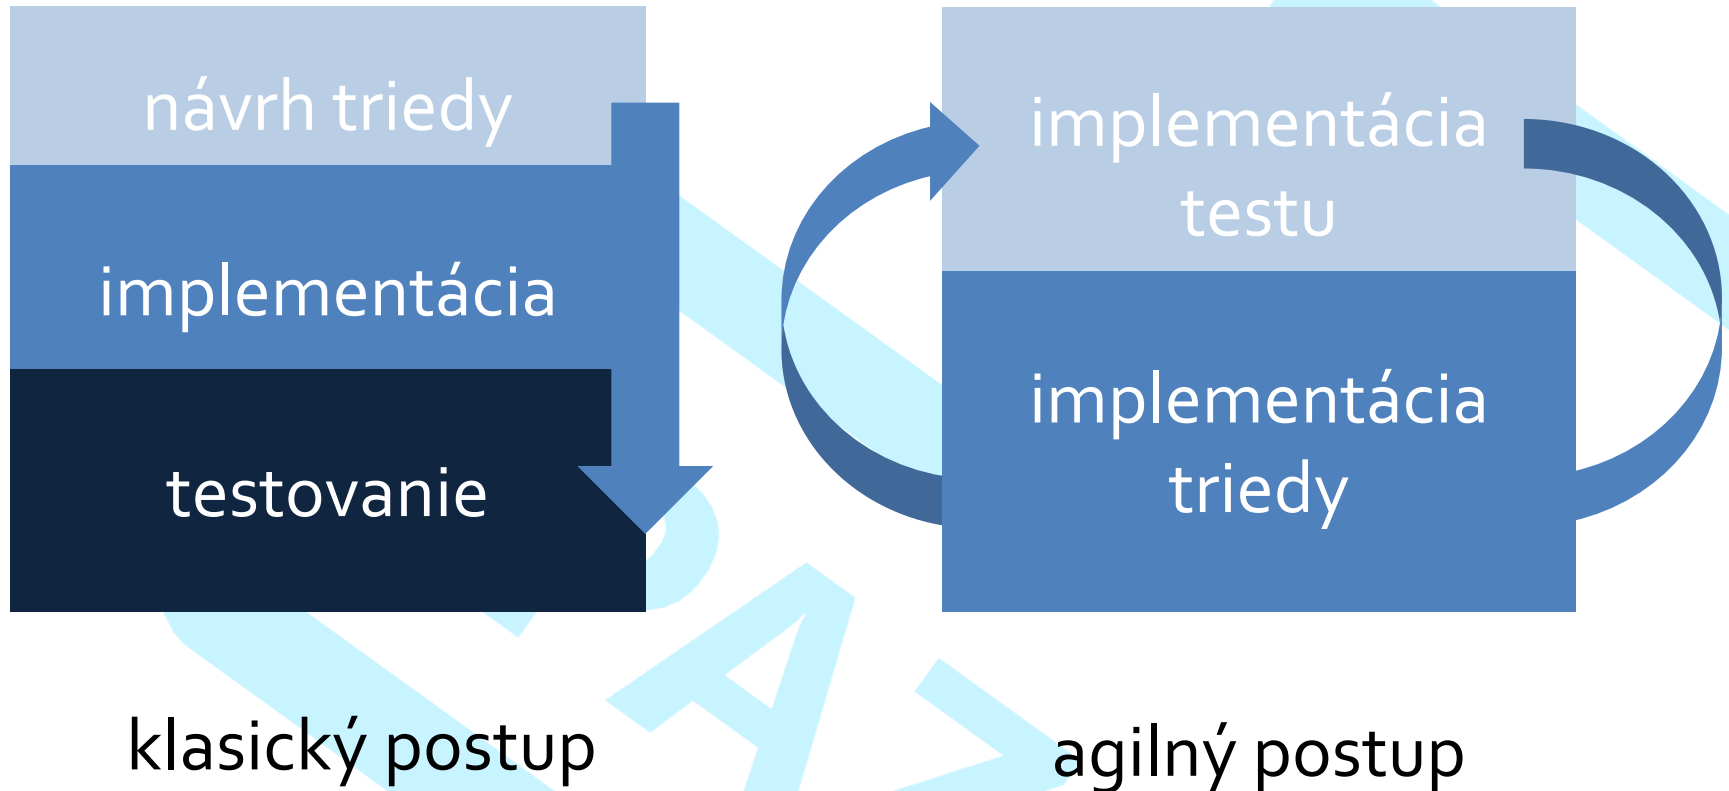 návrh triedy
implementácia
testovanie
klasický postup
implementácia
testu
implementácia
triedy
agilný postup